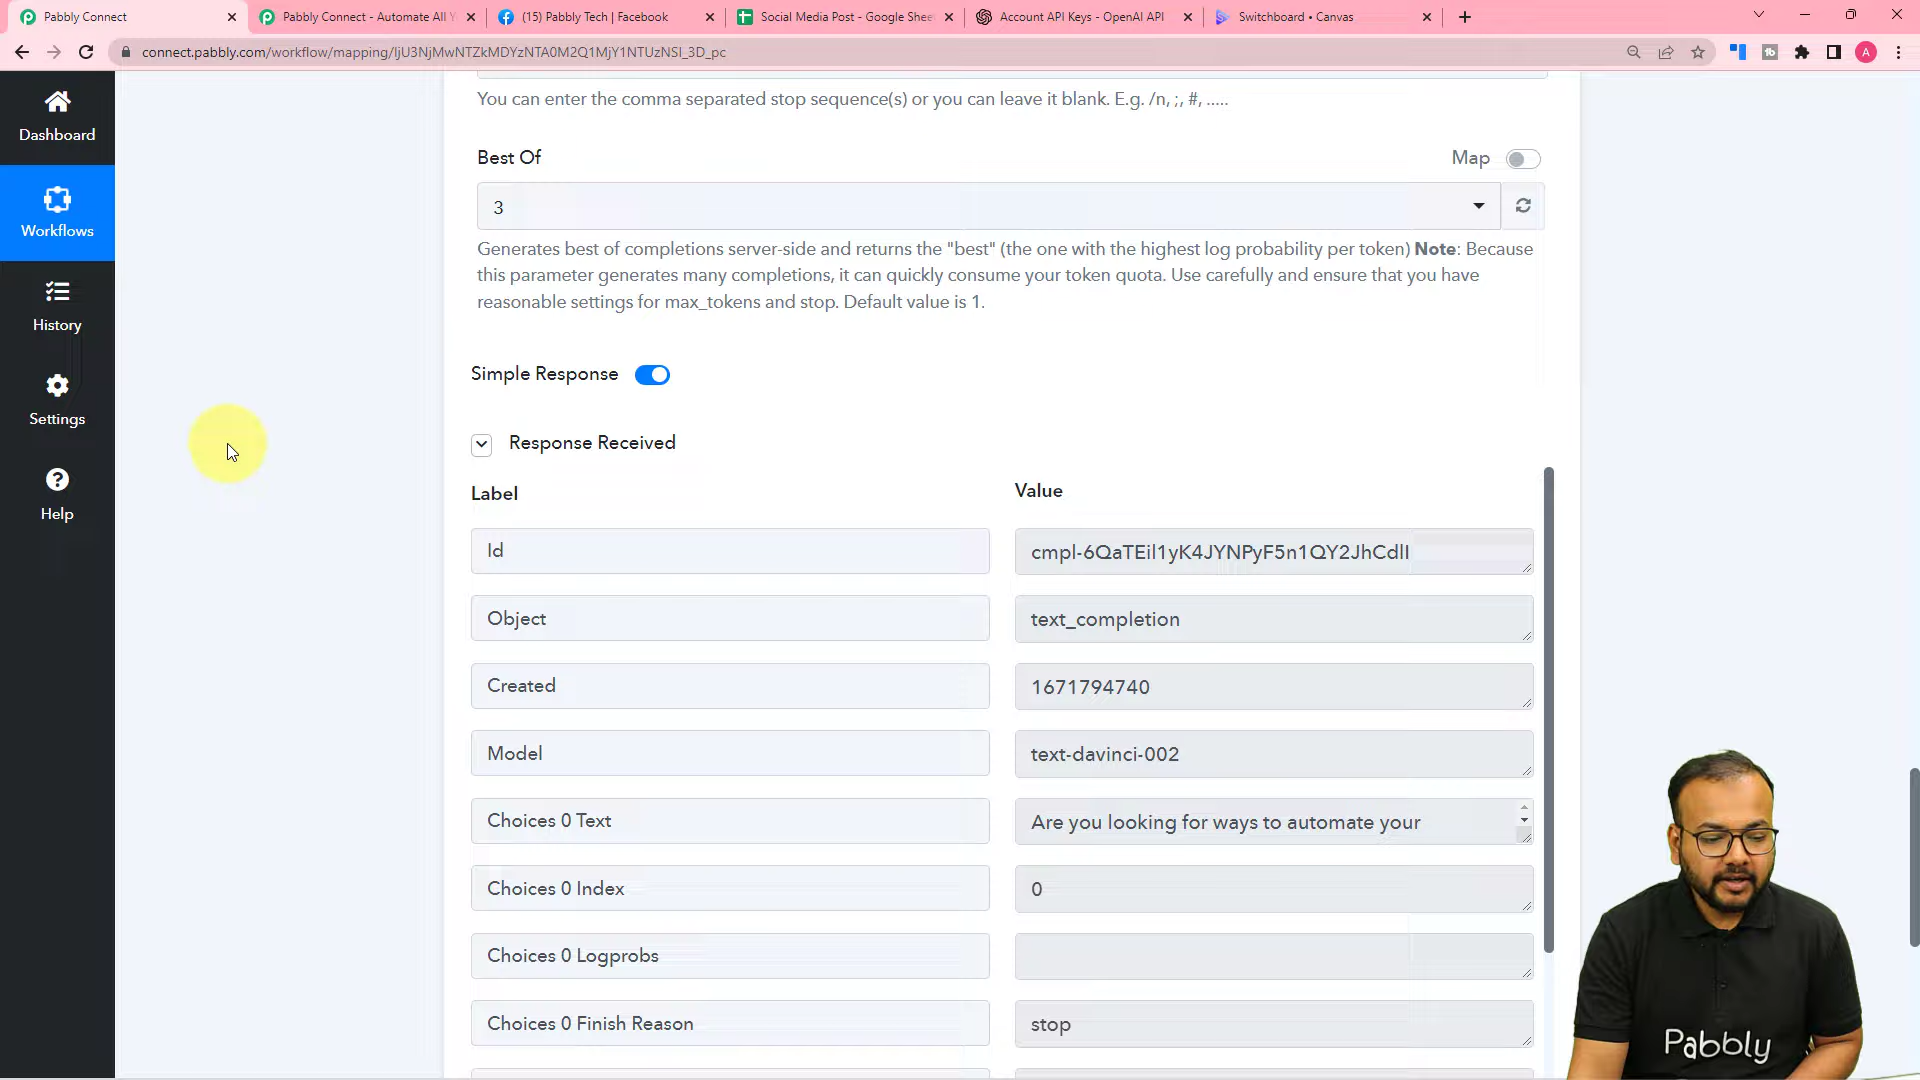 Pabbly Connect
Pabbly Connect - Automate All Y
(15) Pabbly Tech | Facebook
Social Media Post - Google Shee
Account API Keys - OpenAI API
Switchboard • Canvas
connect.pabbly.com/workflow/mapping/IjU3NjMwNTZkMDYzNTA0M2Q1MjY1NTUzNSI_3D_pc
A
Dashboard
Workflows
History
Settings
Help
You can enter the comma separated stop sequence(s) or you can leave it blank. E.g. /n, ;, #, .....
Best Of
Map
3
Generates best of completions server-side and returns the "best" (the one with the highest log probability per token) Note: Because
this parameter generates many completions, it can quickly consume your token quota. Use carefully and ensure that you have
reasonable settings for max_tokens and stop. Default value is 1.
Simple Response
Response Received
Label
Value
Id
cmpl-6QaTEil1yK4JYNPyF5n1QY2JhCdlI
Object
text_completion
Created
1671794740
Model
text-davinci-002
Choices 0 Text
Are you looking for ways to automate your
Choices 0 Index
0
Choices 0 Logprobs
Choices 0 Finish Reason
stop
Pabbly